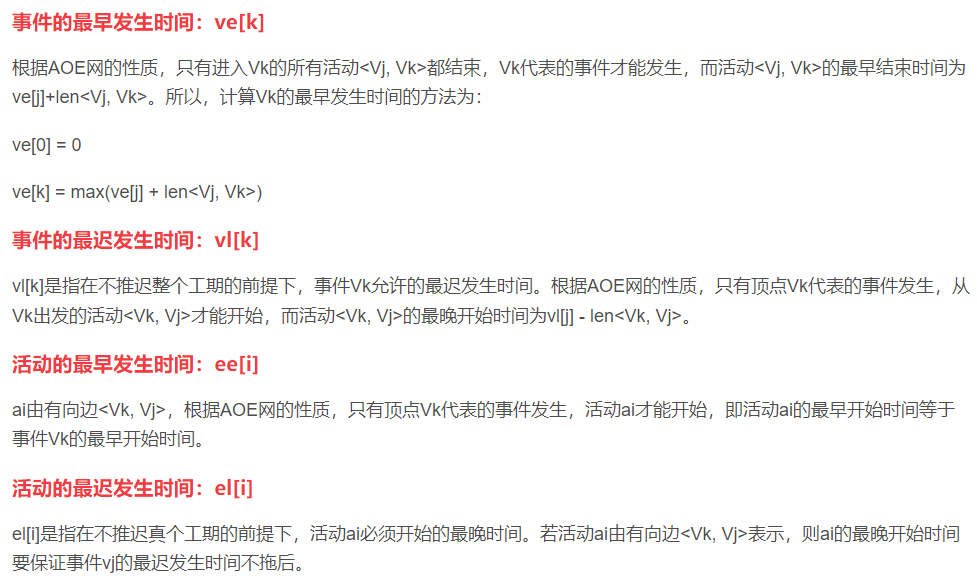 事件的最早发生时间：ve[k]
根据AOE网的性质，只有进入Vk的所有活动<Vj, Vk>都结束，Vk代表的事件才能发生，而活动<Vj, Vk>的最早结束时间为
ve[j]+len<Vj, Vk>。所以，计算Vk的最早发生时间的方法为：
ve[0] = 0
ve[k] = max(ve[j] + len<Vj, Vk>)
事件的最迟发生时间：vl[k]
vl[k]是指在不推迟整个工期的前提下，事件Vk允许的最迟发生时间。根据AOE网的性质，只有顶点Vk代表的事件发生，从
Vk出发的活动<Vk, Vj>才能开始，而活动<Vk, Vj>的最晚开始时间为vl[j] - len<Vk, Vj>。
活动的最早发生时间：ee[i]
ai由有向边<Vk, Vj>，根据AOE网的性质，只有顶点Vk代表的事件发生，活动ai才能开始，即活动ai的最早开始时间等于
事件Vk的最早开始时间。
活动的最迟发生时间：el[i]
el[i]是指在不推迟真个工期的前提下，活动ai必须开始的最晚时间。若活动ai由有向边<Vk, Vj>表示，则ai的最晚开始时间
要保证事件vj的最迟发生时间不拖后。